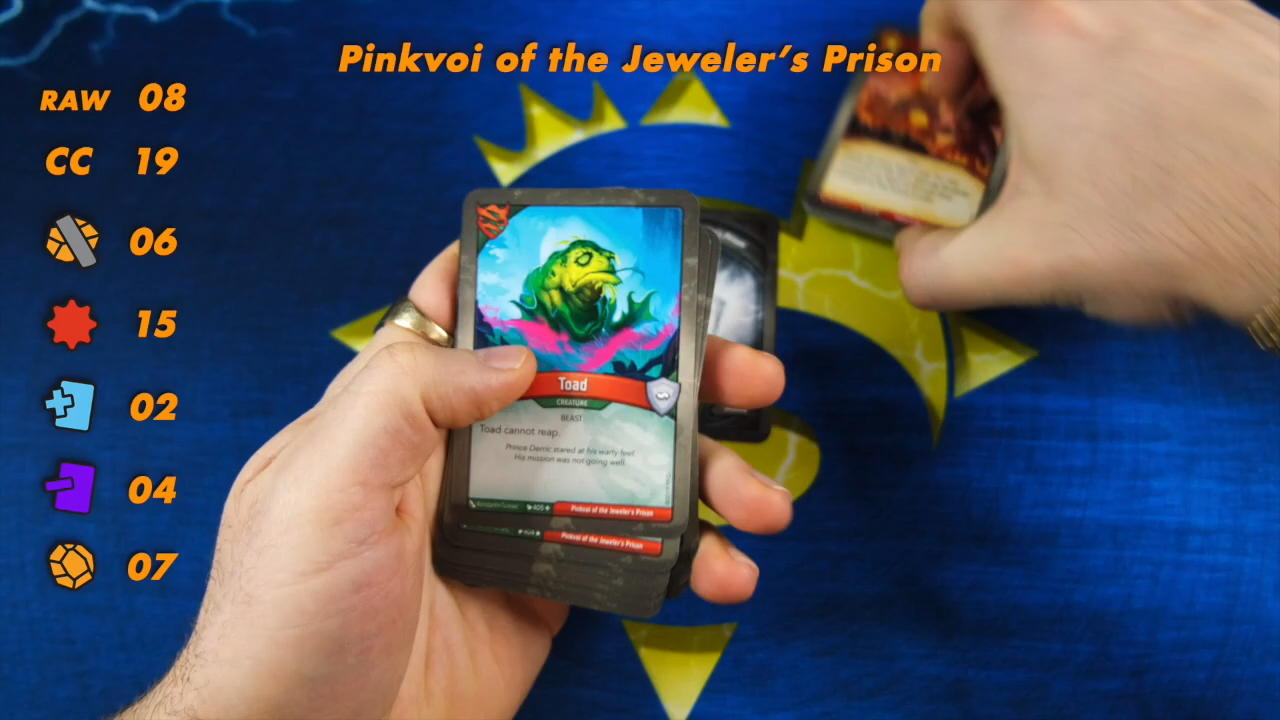 Pinkvoi of the Jeweler's Prison
RAW 08
CC 19
06
15
02
04
07
Toad
CREATURE
BEAST
Toad cannot reap.
Prince Derric stared at his warty feet.
His mission was not going well.
405
Pinkvoi of the Jeweler's Prison
Pinkvoi of the Jeweler's Prison